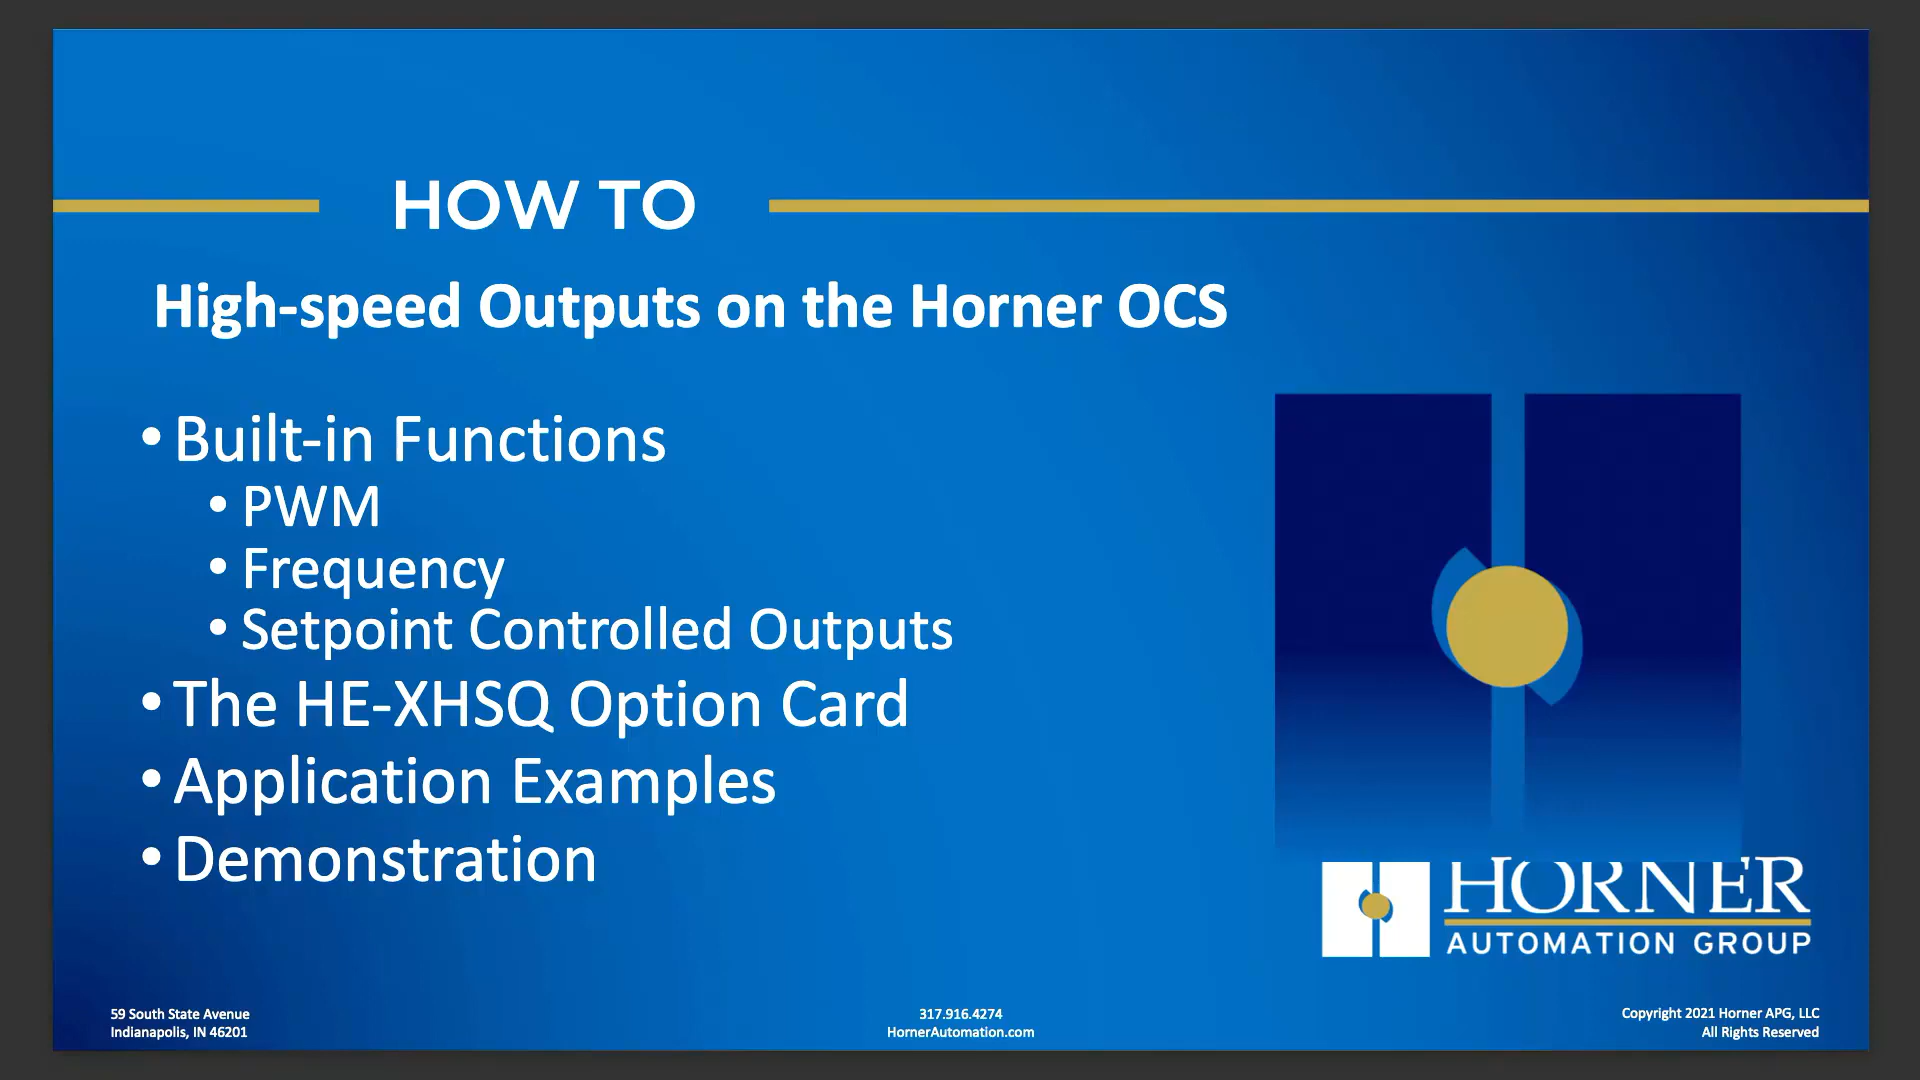 HOW TO
High-speed Outputs on the Horner OCS
• Built-in Functions
• PWM
• Frequency
• Setpoint Controlled Outputs
• The HE-XHSQ Option Card
• Application Examples
• Demonstration
HORNER
AUTOMATION GROUP
59 South State Avenue
Indianapolis, IN 46201
317.916.4274
HornerAutomation.com
Copyright 2021 Horner APG, LLC
All Rights Reserved